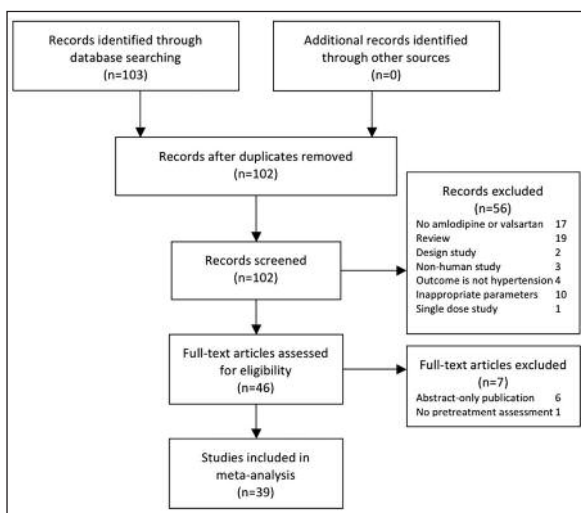 Records identified through
database searching
(n=103)
Additional records identified
through other sources
(n=0)
Records after duplicates removed
(n=102)
Records excluded
(n=56)
No amlodipine or valsartan 17
Review 19
Design study 2
Non-human study 3
Outcome is not hypertension 4
Inappropriate parameters 10
Single dose study 1
Records screened
(n=102)
Full-text articles assessed
for eligibility
(n=46)
Full-text articles excluded
(n=7)
Abstract-only publication 6
No pretreatment assessment 1
Studies included in
meta-analysis
(n=39)